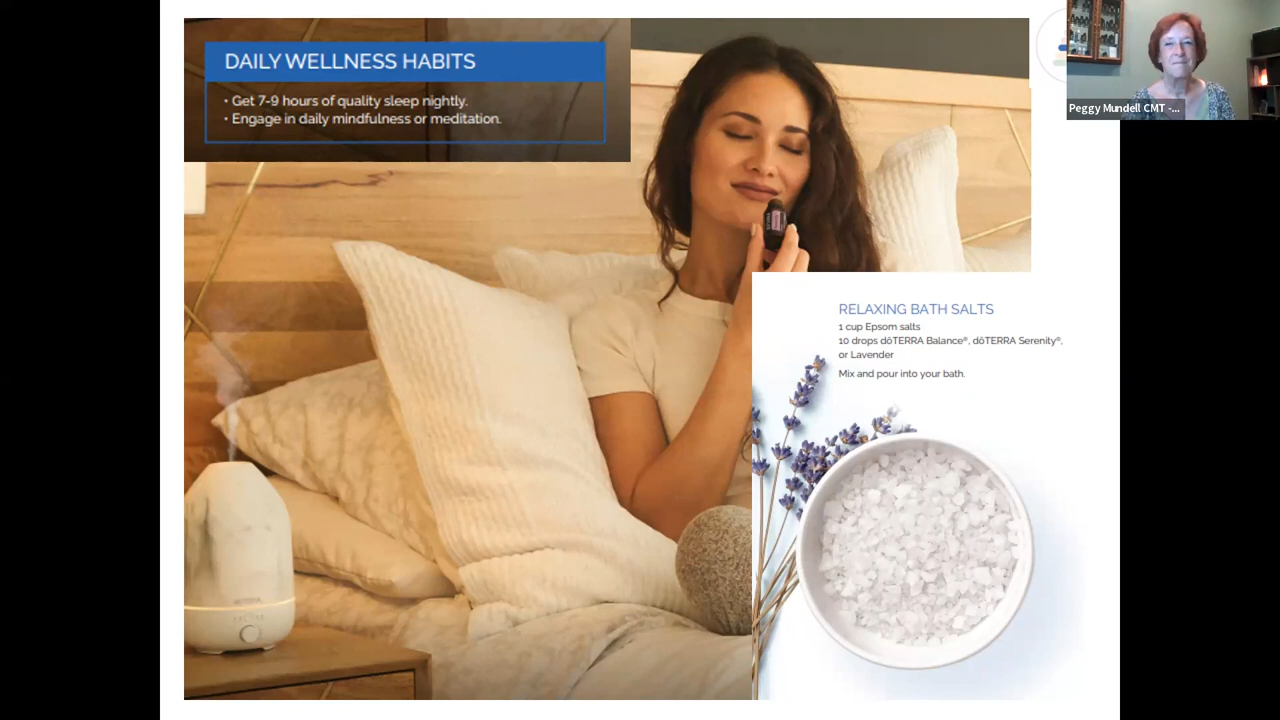 DAILY WELLNESS HABITS
• Get 7-9 hours of quality sleep nightly.
• Engage in daily mindfulness or meditation.
RELAXING BATH SALTS
1 cup Epsom salts
10 drops dōTERRA Balance®, dōTERRA Serenity®,
or Lavender
Mix and pour into your bath.
Peggy Mundell CMT -...